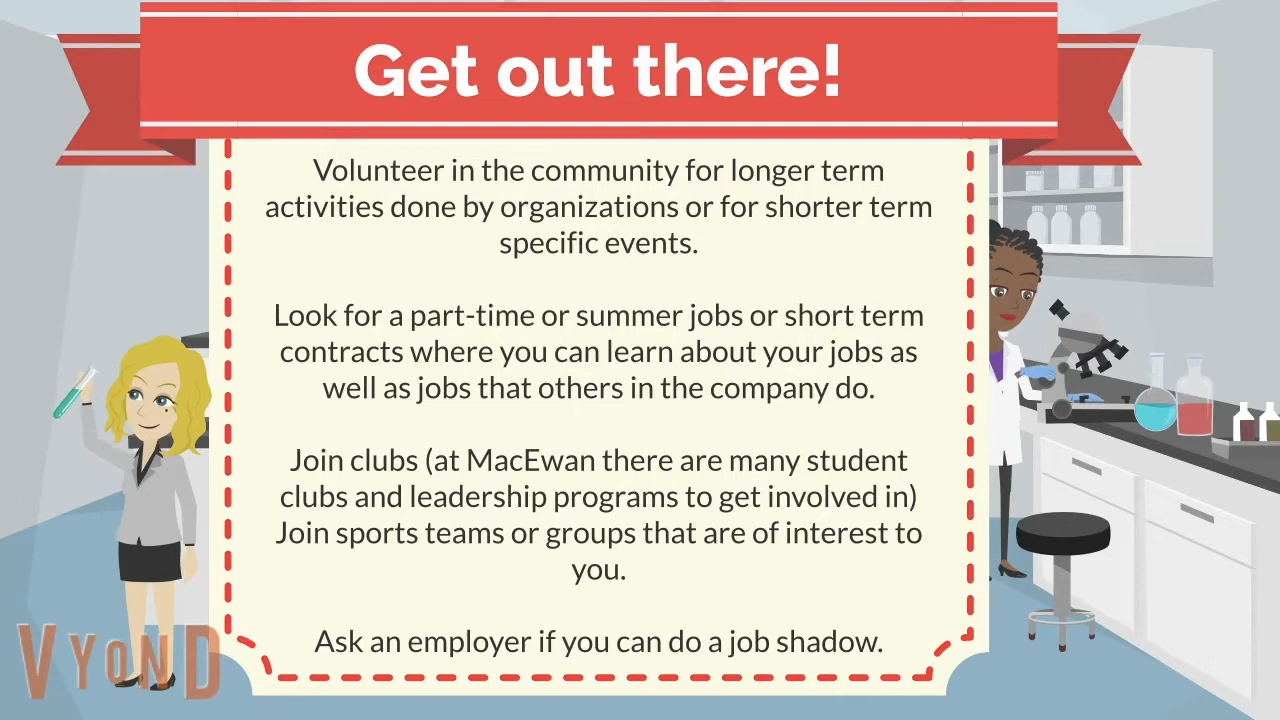 Get out there!
Volunteer in the community for longer term
activities done by organizations or for shorter term
specific events.
Look for a part-time or summer jobs or short term
contracts where you can learn about your jobs as
well as jobs that others in the company do.
Join clubs (at MacEwan there are many student
clubs and leadership programs to get involved in)
Join sports teams or groups that are of interest to
you.
Ask an employer if you can do a job shadow.
VYOND